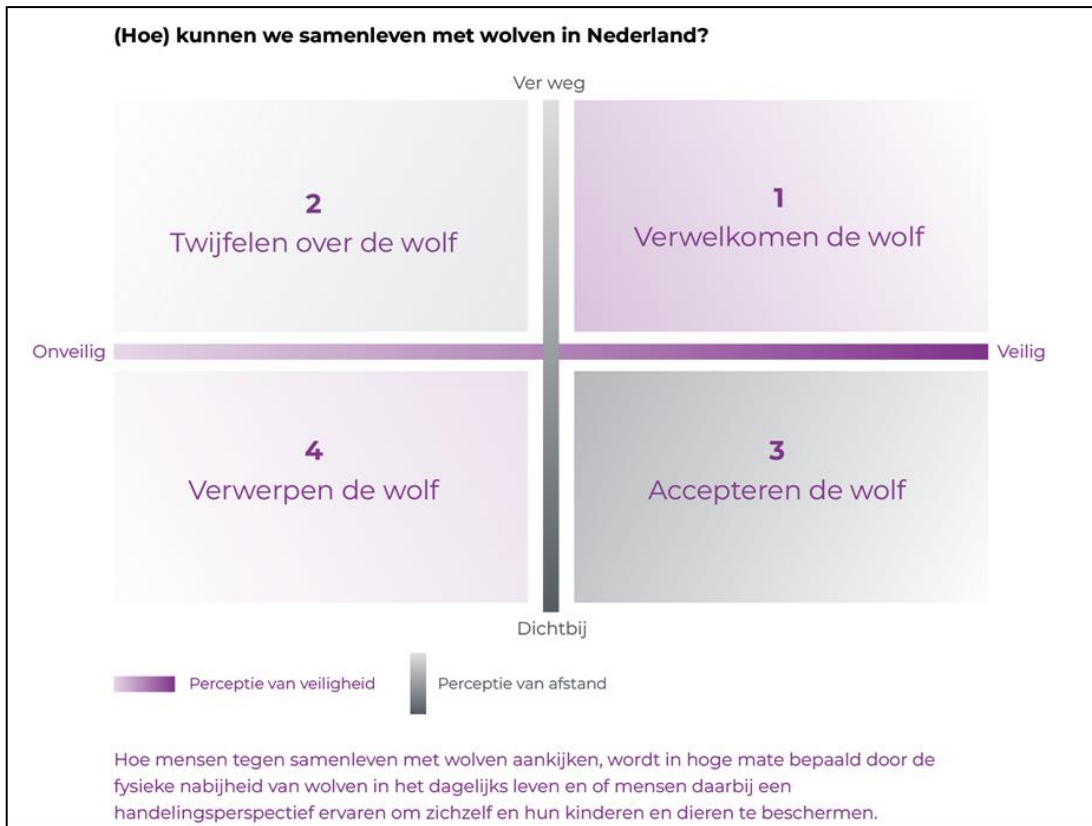 (Hoe) kunnen we samenleven met wolven in Nederland?
Ver weg
2
Twijfelen over de wolf
1
Verwelkomen de wolf
Onveilig
Veilig
4
Verwerpen de wolf
3
Accepteren de wolf
Dichtbij
Perceptie van veiligheid
Perceptie van afstand
Hoe mensen tegen samenleven met wolven aankijken, wordt in hoge mate bepaald door de
fysieke nabijheid van wolven in het dagelijks leven en of mensen daarbij een
handelingsperspectief ervaren om zichzelf en hun kinderen en dieren te beschermen.